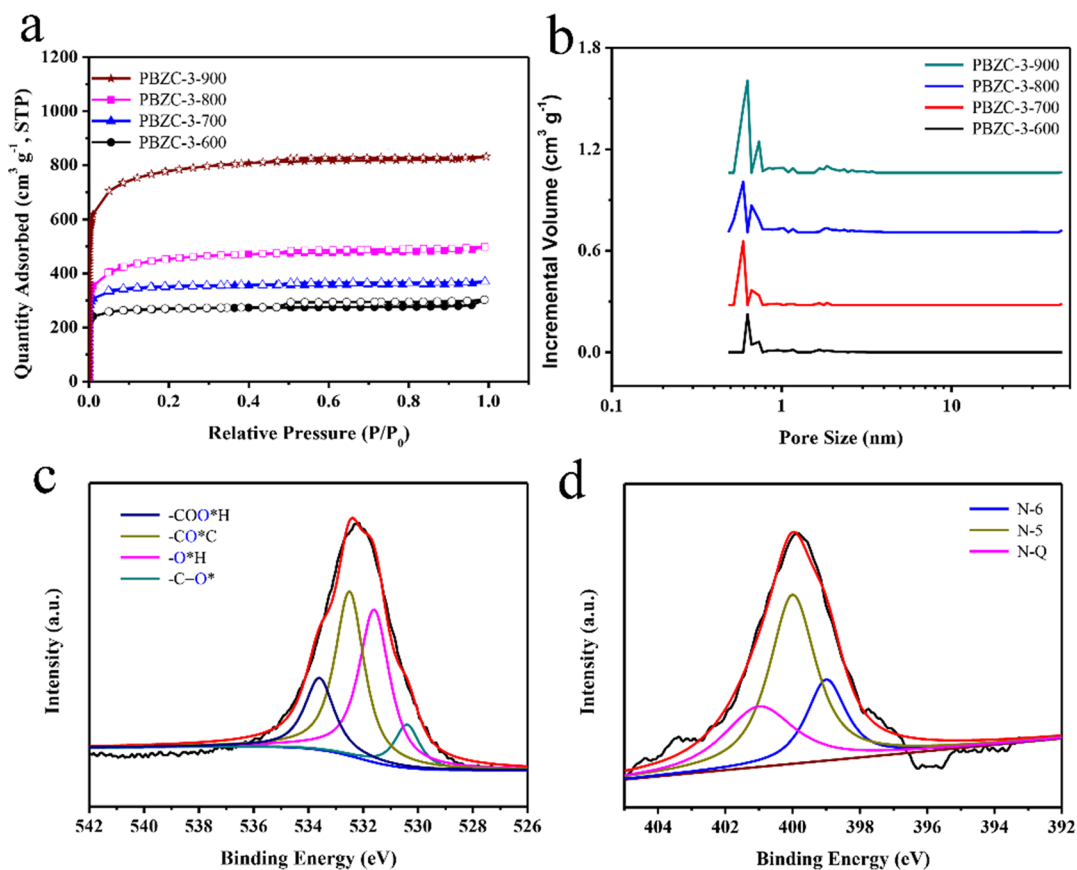 a
1200
1000
800
600
400
200
0
Quantity Adsorbed (cm³ g⁻¹, STP)
PBZC-3-900
PBZC-3-800
PBZC-3-700
PBZC-3-600
0.0 0.2 0.4 0.6 0.8 1.0
Relative Pressure (P/P₀)
b
1.8
1.2
0.6
0.0
Incremental Volume (cm³ g⁻¹)
PBZC-3-900
PBZC-3-800
PBZC-3-700
PBZC-3-600
0.1 1 10
Pore Size (nm)
c
Intensity (a.u.)
-COO*H
-CO*C
-O*H
-C=O*
542 540 538 536 534 532 530 528 526
Binding Energy (eV)
d
Intensity (a.u.)
N-6
N-5
N-Q
404 402 400 398 396 394 392
Binding Energy (eV)